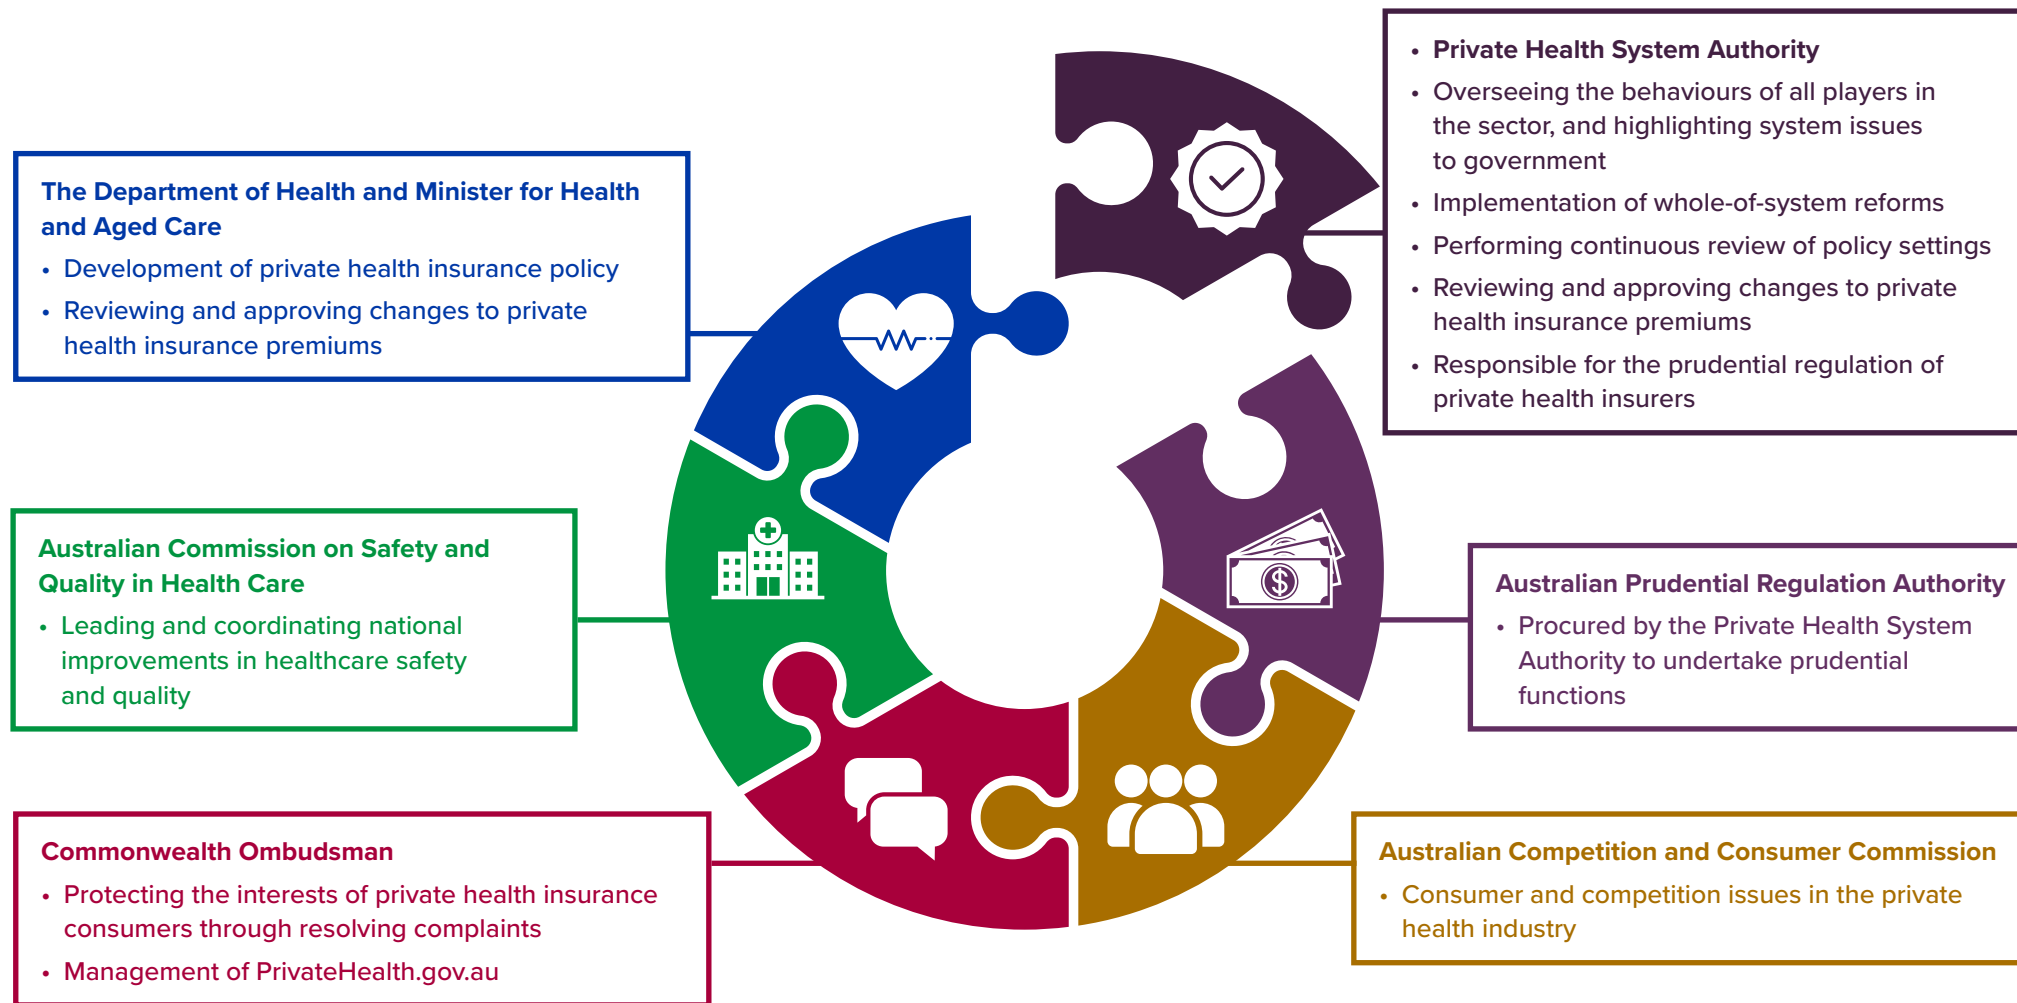 The Department of Health and Minister for Health
and Aged Care
• Development of private health insurance policy
• Reviewing and approving changes to private
health insurance premiums
Australian Commission on Safety and
Quality in Health Care
• Leading and coordinating national
improvements in healthcare safety
and quality
Commonwealth Ombudsman
• Protecting the interests of private health insurance
consumers through resolving complaints
• Management of PrivateHealth.gov.au
• Private Health System Authority
• Overseeing the behaviours of all players in
the sector, and highlighting system issues
to government
• Implementation of whole-of-system reforms
• Performing continuous review of policy settings
• Reviewing and approving changes to private
health insurance premiums
• Responsible for the prudential regulation of
private health insurers
$
Australian Prudential Regulation Authority
• Procured by the Private Health System
Authority to undertake prudential
functions
Australian Competition and Consumer Commission
• Consumer and competition issues in the private
health industry